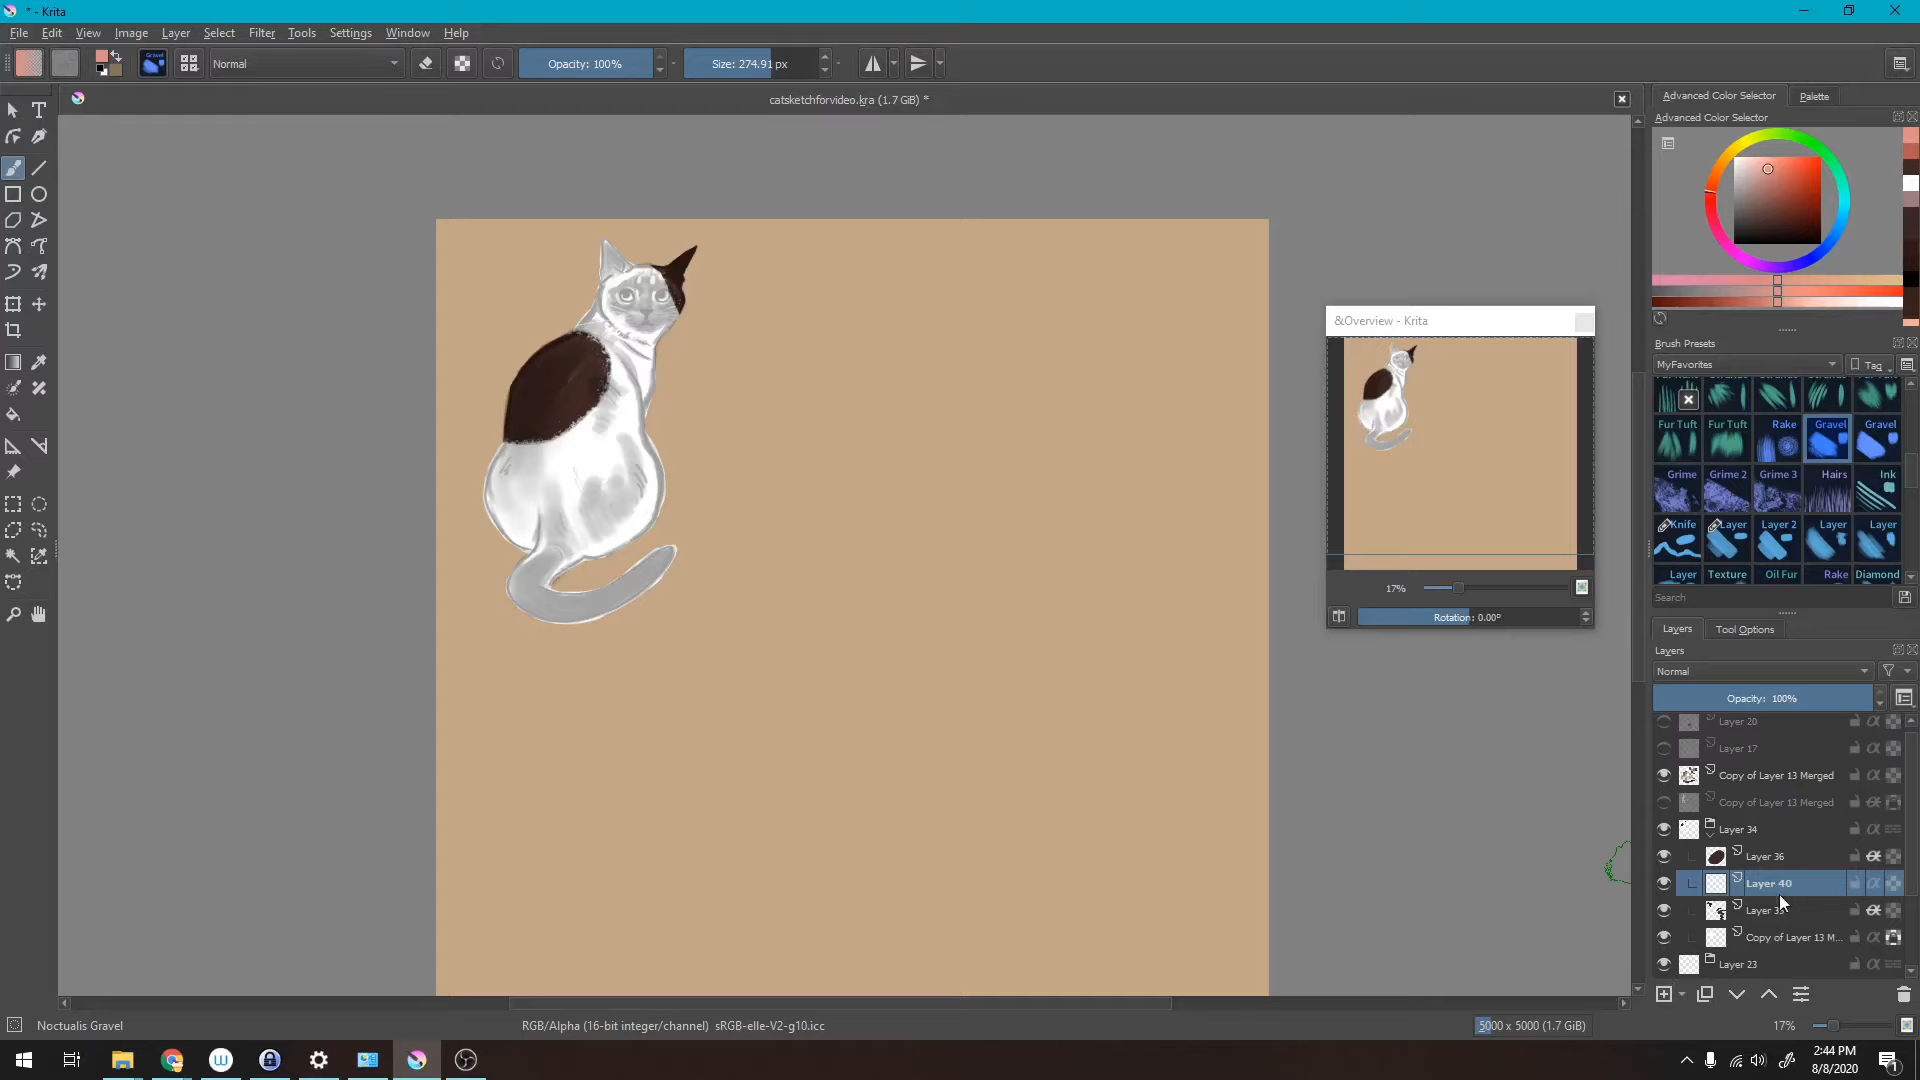 * - Krita
File Edit View Image Layer Select Filter Tools Settings Window Help
Gravel
Normal
Opacity: 100%
Size: 274.91 px
catsketchforvideo.kra (1.7 GiB) *
Advanced Color Selector
Palette
Advanced Color Selector
&Overview - Krita
17%
Rotation: 0.00º
Brush Presets
MyFavorites
Tag
Fur Tuft Fur Tuft Rake Gravel Gravel
Grime Grime 2 Grime 3 Hairs Ink
Knife Layer Layer 2 Layer Layer
Layer Texture Oil Fur Rake Diamond
Search
Layers Tool Options
Layers
Normal
Opacity: 100%
Layer 20
Layer 17
Copy of Layer 13 Merged
Copy of Layer 13 Merged
Layer 34
Layer 36
Layer 40
Layer
Copy of Layer 13 M...
Layer 23
Noctualis Gravel
RGB/Alpha (16-bit integer/channel) sRGB-elle-V2-g10.icc
5000 x 5000 (1.7 GiB)
17%
2:44 PM
8/8/2020
1